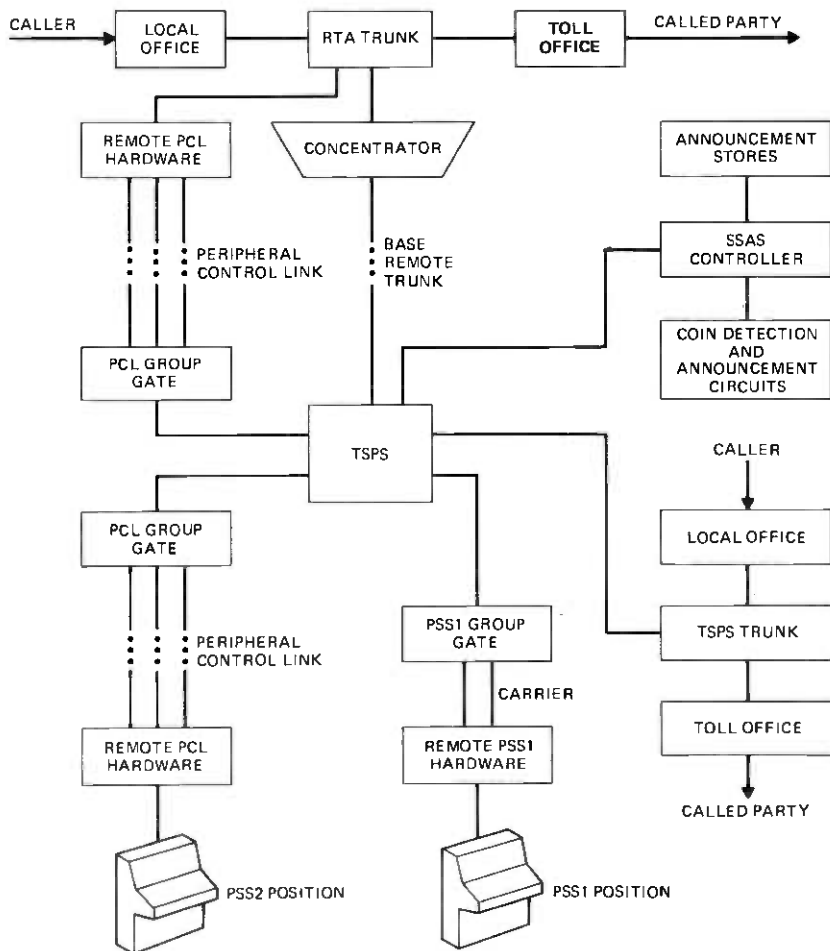 CALLER
LOCAL
OFFICE
RTA TRUNK
TOLL
OFFICE
CALLED PARTY
REMOTE PCL
HARDWARE
CONCENTRATOR
ANNOUNCEMENT
STORES
PERIPHERAL
CONTROL LINK
BASE
REMOTE
TRUNK
SSAS
CONTROLLER
PCL GROUP
GATE
COIN DETECTION
AND
ANNOUNCEMENT
CIRCUITS
TSPS
CALLER
PCL GROUP
GATE
LOCAL OFFICE
PERIPHERAL
CONTROL LINK
PSS1 GROUP
GATE
TSPS TRUNK
CARRIER
REMOTE PCL
HARDWARE
REMOTE PSS1
HARDWARE
TOLL OFFICE
CALLED PARTY
PSS2 POSITION
PSS1 POSITION